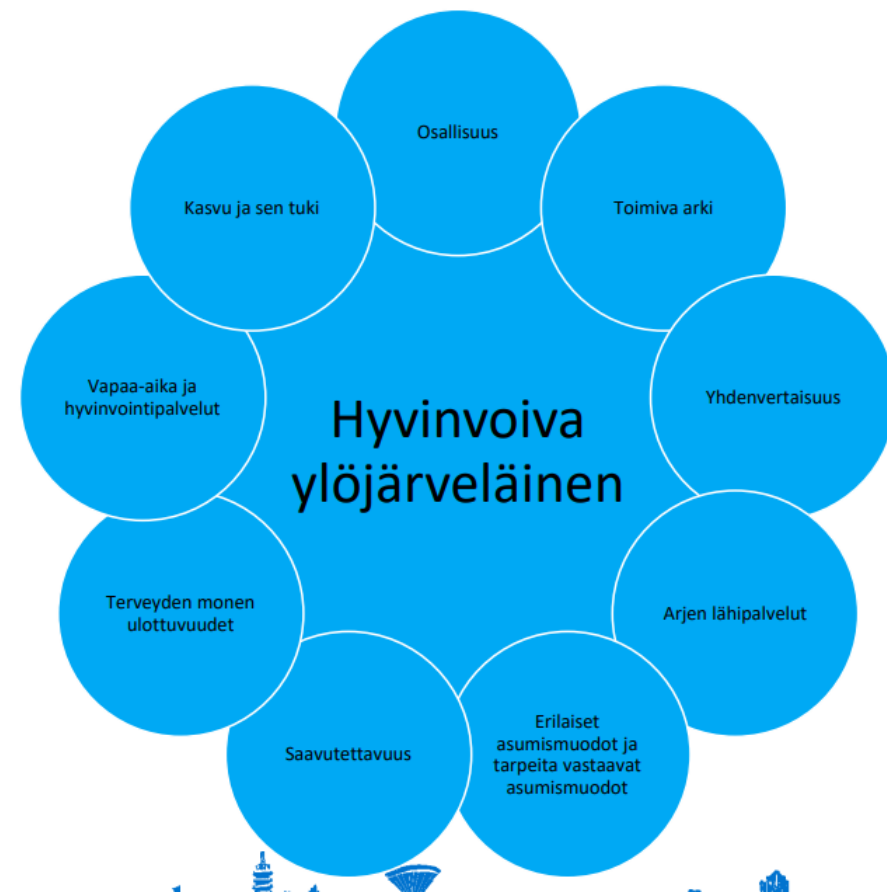 Osallisuus
Kasvu ja sen tuki
Toimiva arki
Vapaa-aika ja
hyvinvointipalvelut
Yhdenvertaisuus
Hyvinvoiva
ylöjärveläinen
Terveyden monen
ulottuvuudet
Arjen lähipalvelut
Saavutettavuus
Erilaiset
asumismuodot ja
tarpeita vastaavat
asumismuodot